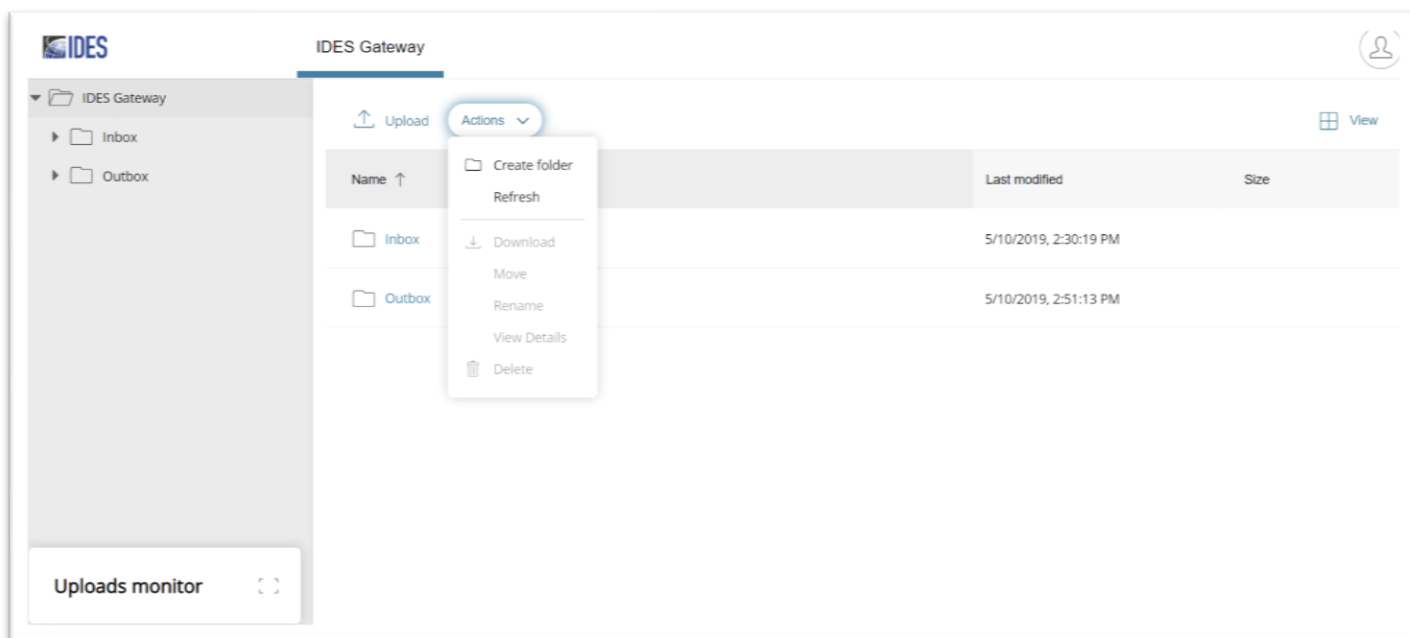 IDES
IDES Gateway
IDES Gateway
Inbox
Outbox
Upload
Actions
View
Create folder
Refresh
Download
Move
Rename
View Details
Delete
Name Last modified Size
Inbox 5/10/2019, 2:30:19 PM
Outbox 5/10/2019, 2:51:13 PM
Uploads monitor